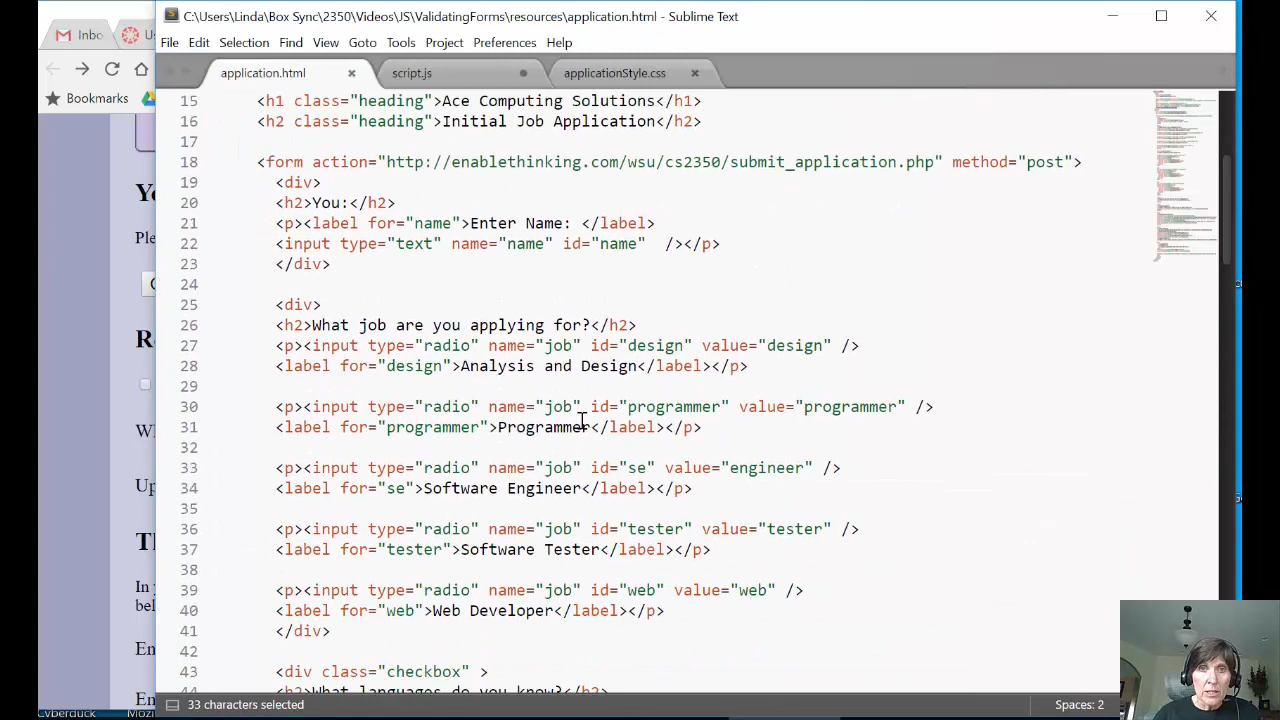 C:\Users\Linda\Box Sync\2350\Videos\JS\ValidatingForms\resources\application.html - Sublime Text
Inbo
File Edit Selection Find View Goto Tools Project Preferences Help
application.html × script.js applicationStyle.css ×
Bookmarks
15 <h1 class="heading">Ace Computing Solutions</h1>
16 <h2 class="heading">Initial Job Application</h2>
17
18 <form action="http://enablethinking.com/wsu/cs2350/submit_application.php" method="post">
19 <div>
20 <h2>You:</h2>
21 <label for="name">Enter Name: </label>
22 <input type="text" name="name" id="name" /></p>
23 </div>
24
25 <div>
26 <h2>What job are you applying for?</h2>
27 <p><input type="radio" name="job" id="design" value="design" />
28 <label for="design">Analysis and Design</label></p>
29
30 <p><input type="radio" name="job" id="programmer" value="programmer" />
31 <label for="programmer">Programmer</label></p>
32
33 <p><input type="radio" name="job" id="se" value="engineer" />
34 <label for="se">Software Engineer</label></p>
35
36 <p><input type="radio" name="job" id="tester" value="tester" />
37 <label for="tester">Software Tester</label></p>
38
39 <p><input type="radio" name="job" id="web" value="web" />
40 <label for="web">Web Developer</label></p>
41 </div>
42
43 <div class="checkbox" >
44 <h2>What languages do you know?</h2>
33 characters selected Spaces: 2
Cyberduck